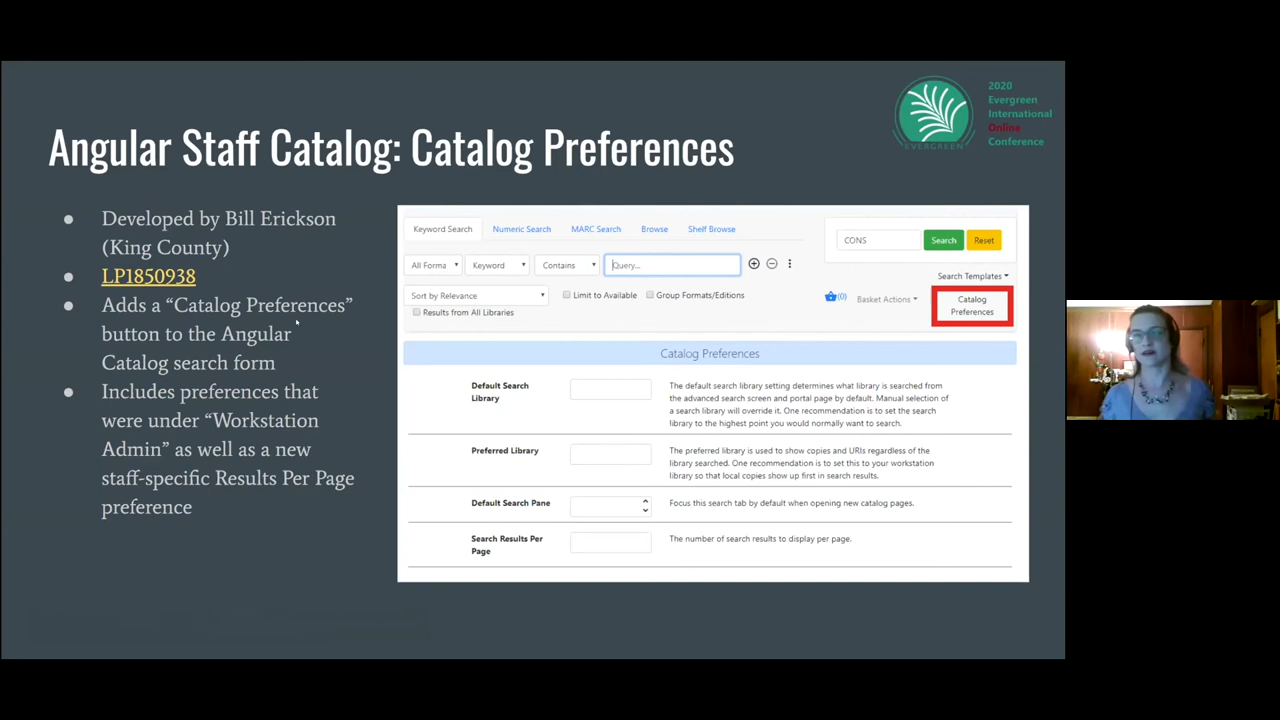 2020
Evergreen
International
Online
Conference
EVERGREEN
Angular Staff Catalog: Catalog Preferences
● Developed by Bill Erickson
(King County)
● LP1850938
● Adds a “Catalog Preferences”
button to the Angular
Catalog search form
● Includes preferences that
were under “Workstation
Admin” as well as a new
staff-specific Results Per Page
preference
Keyword Search Numeric Search MARC Search Browse Shelf Browse
CONS Search Reset
All Forma Keyword Contains Query...
Search Templates
Sort by Relevance Limit to Available Group Formats/Editions
(0) Basket Actions
Catalog
Preferences
Results from All Libraries
Catalog Preferences
Default Search
Library
The default search library setting determines what library is searched from
the advanced search screen and portal page by default. Manual selection of
a search library will override it. One recommendation is to set the search
library to the highest point you would normally want to search.
Preferred Library
The preferred library is used to show copies and URIs regardless of the
library searched. One recommendation is to set this to your workstation
library so that local copies show up first in search results.
Default Search Pane
Focus this search tab by default when opening new catalog pages.
Search Results Per
Page
The number of search results to display per page.